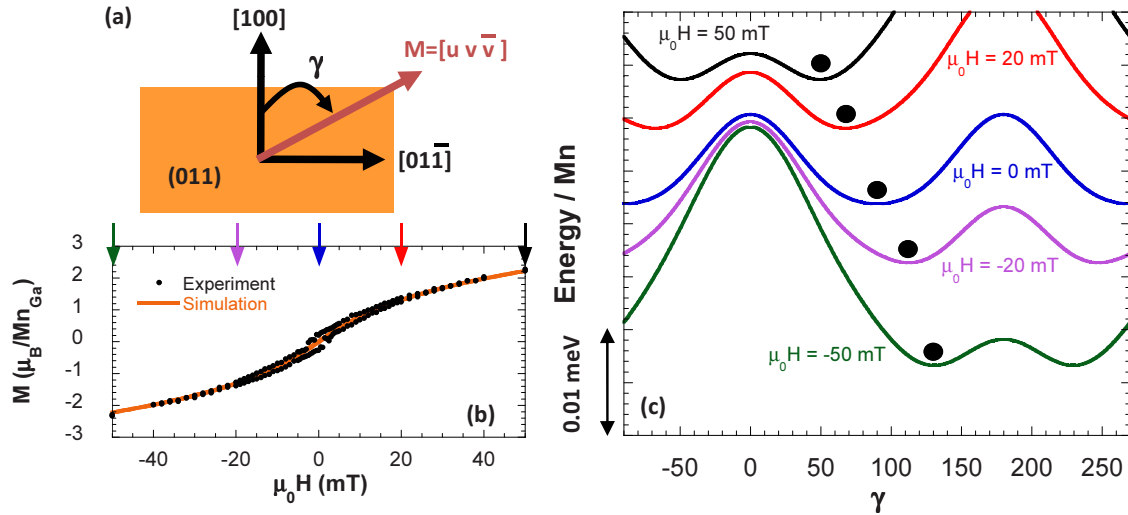 (a)
[100]
γ
M=[u v v̅ ]
[011̅]
(011)
3
2
1
0
-1
-2
-3
M (μ_B/Mn_Ga)
Experiment
Simulation
(b)
-40 -20 0 20 40
μ₀H (mT)
μ₀H = 50 mT
μ₀H = 20 mT
μ₀H = 0 mT
μ₀H = -20 mT
μ₀H = -50 mT
Energy / Mn
0.01 meV
(c)
-50 0 50 100 150 200 250
γ